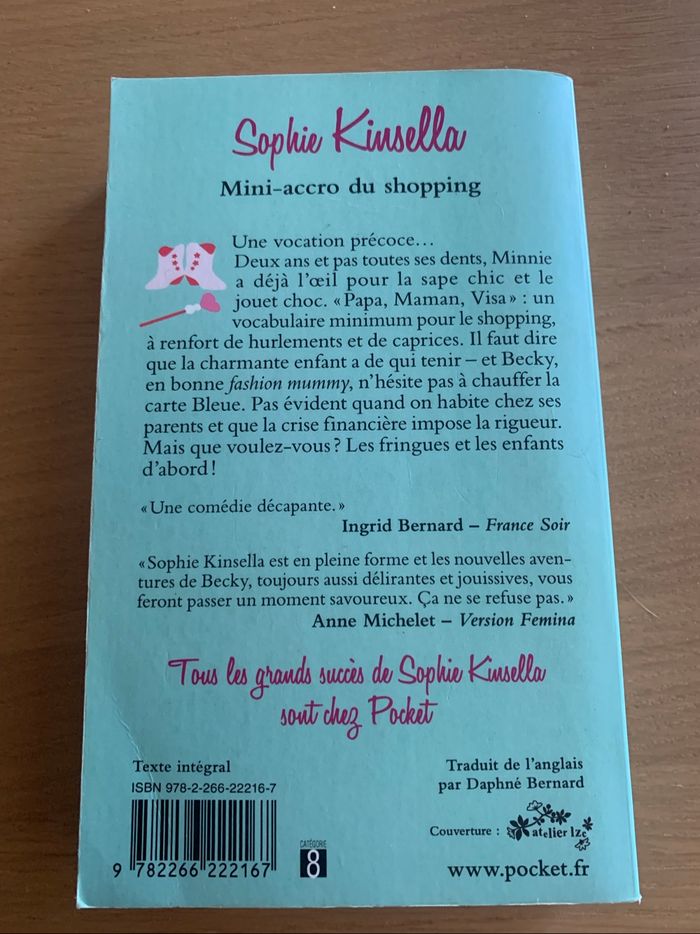 Sophie Kinsella
Mini-accro du shopping
Une vocation précoce…
Deux ans et pas toutes ses dents, Minnie
a déjà l'œil pour la sape chic et le
jouet choc. « Papa, Maman, Visa » : un
vocabulaire minimum pour le shopping,
à renfort de hurlements et de caprices. Il faut dire
que la charmante enfant a de qui tenir – et Becky,
en bonne fashion mummy, n'hésite pas à chauffer la
carte Bleue. Pas évident quand on habite chez ses
parents et que la crise financière impose la rigueur.
Mais que voulez-vous ? Les fringues et les enfants
d'abord !
« Une comédie décapante. »
Ingrid Bernard – France Soir
« Sophie Kinsella est en pleine forme et les nouvelles aven-
tures de Becky, toujours aussi délirantes et jouissives, vous
feront passer un moment savoureux. Ça ne se refuse pas. »
Anne Michelet – Version Femina
Tous les grands succès de Sophie Kinsella
sont chez Pocket
Texte intégral
ISBN 978-2-266-22216-7
9 782266 222167
CATÉGORIE
8
Traduit de l'anglais
par Daphné Bernard
Couverture : atelier lzc
www.pocket.fr